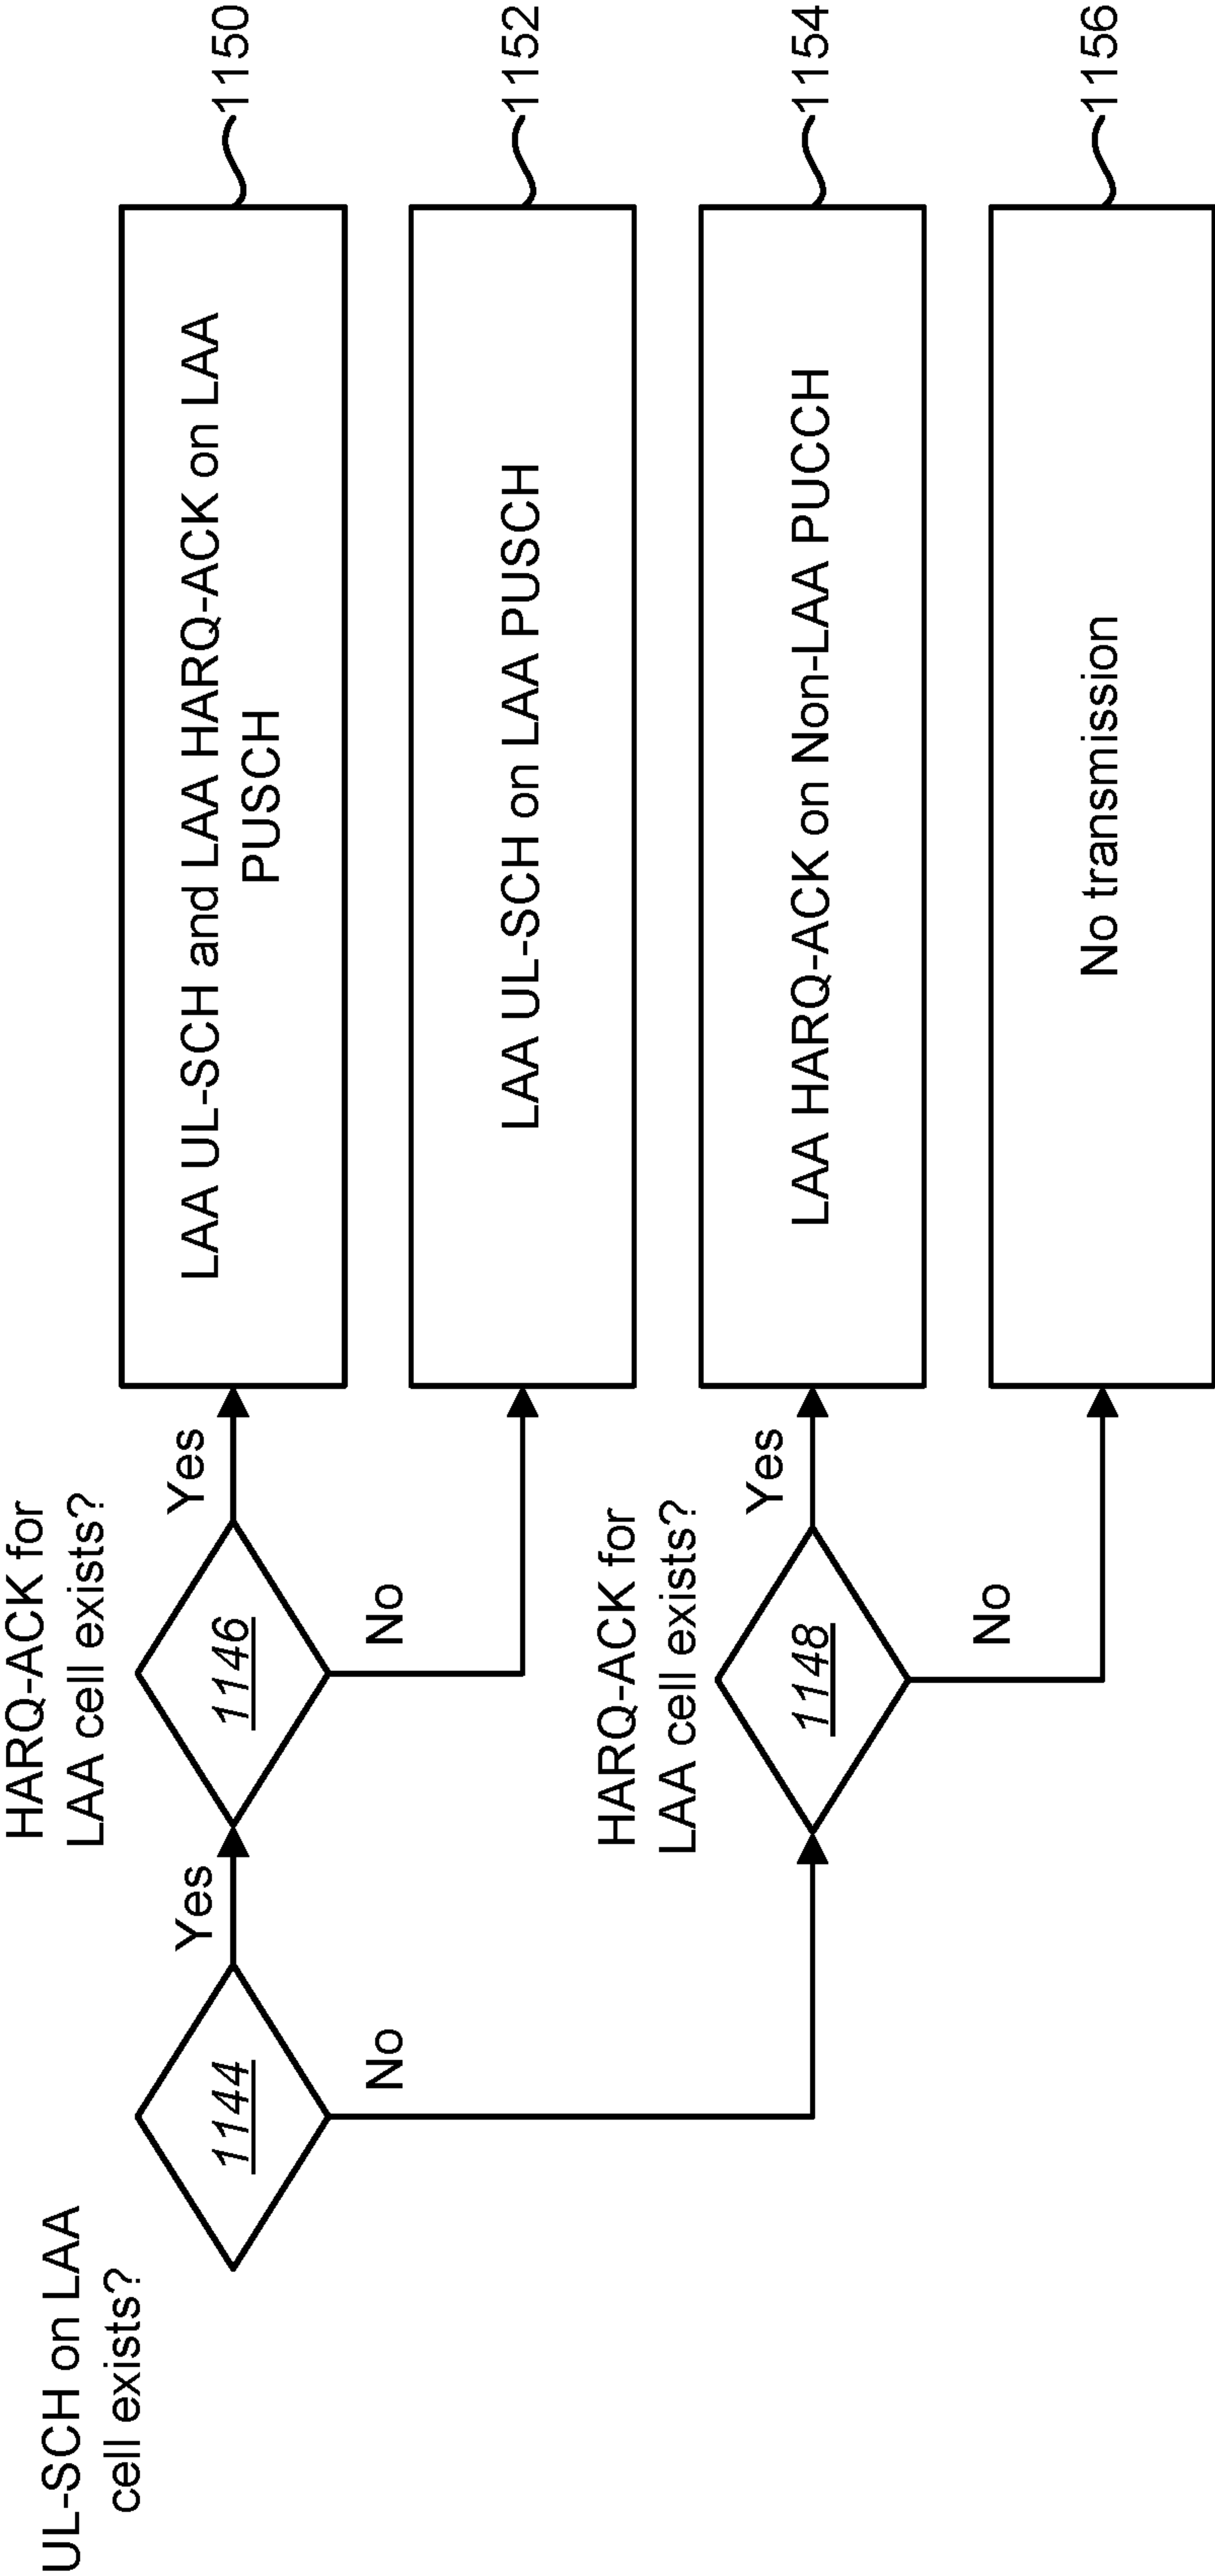 UL-SCH on LAA
cell exists?
1144
Yes
No
HARQ-ACK for
LAA cell exists?
1146
Yes
No
LAA UL-SCH and LAA HARQ-ACK on LAA
PUSCH
1150
LAA UL-SCH on LAA PUSCH
1152
HARQ-ACK for
LAA cell exists?
1148
Yes
No
LAA HARQ-ACK on Non-LAA PUCCH
1154
No transmission
1156